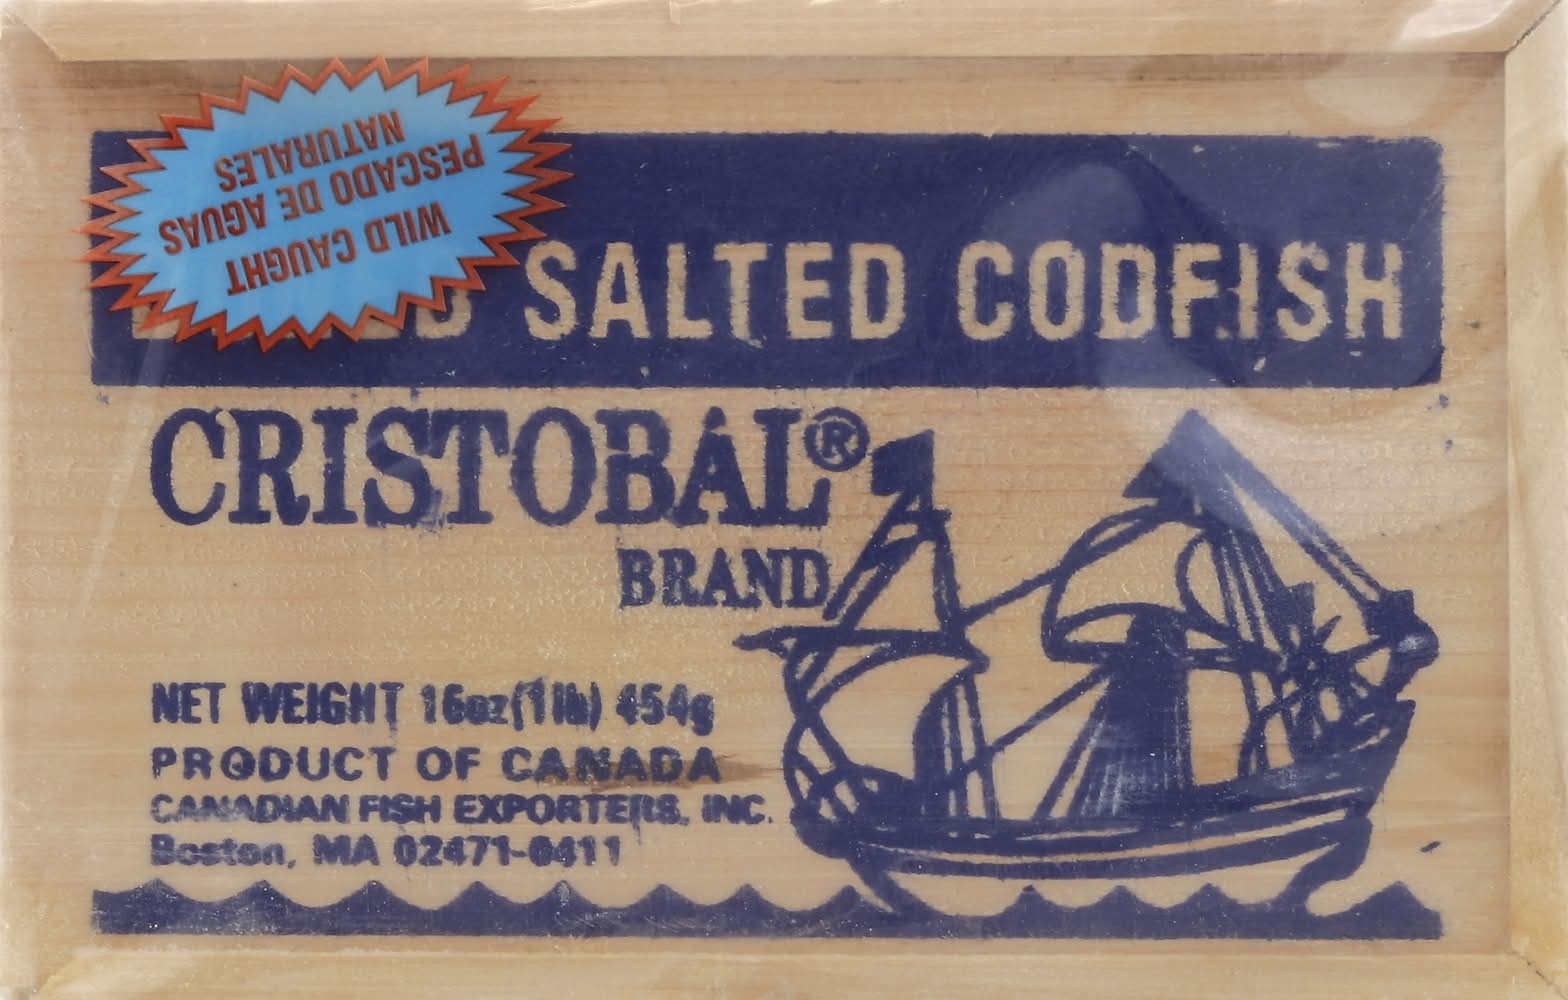 WILD CAUGHT
PESCADO DE AGUAS
NATURALES
SALTED CODFISH
CRISTOBAL®
BRAND
NET WEIGHT 16oz(1lb) 454g
PRODUCT OF CANADA
CANADIAN FISH EXPORTERS, INC.
Boston, MA 02471-0411